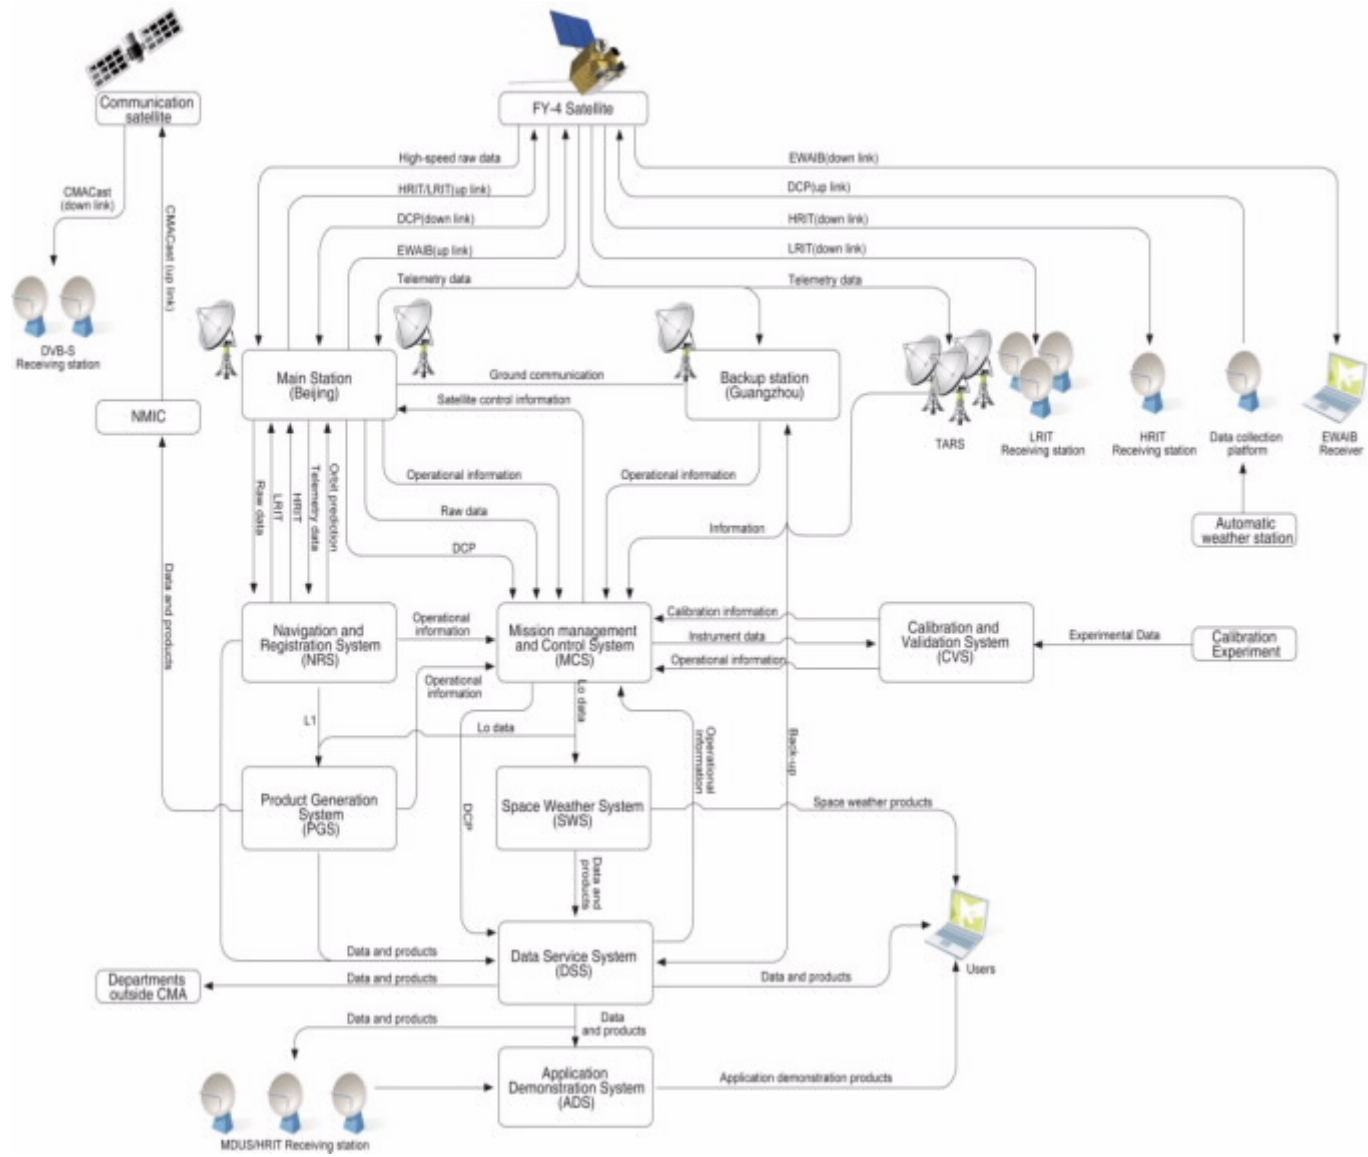 Communication
satellite
FY-4 Satellite
High-speed raw data
EWAIB(down link)
HRIT/LRIT(up link)
DCP(up link)
CMACast
(down link)
CMACast (up link)
DCP(down link)
HRIT(down link)
EWAIB(up link)
LRIT(down link)
Telemetry data
Telemetry data
DVB-S
Receiving station
Main Station
(Beijing)
Ground communication
Backup station
(Guangzhou)
Satellite control information
NMIC
TARS
LRIT
Receiving station
HRIT
Receiving station
Data collection
platform
EWAIB
Receiver
Raw data
LRIT
HRIT
Telemetry data
Orbit prediction
Operational information
Operational information
Raw data
Information
DCP
Automatic
weather station
Data and products
Navigation and
Registration System
(NRS)
Operational
information
Mission management
and Control System
(MCS)
Calibration information
Instrument data
Operational information
Calibration and
Validation System
(CVS)
Experimental Data
Calibration
Experiment
Operational
information
Lo data
L1
Lo data
Operational
information
Back-up
Product Generation
System
(PGS)
DCP
Space Weather System
(SWS)
Space weather products
Data and
products
Data and products
Data Service System
(DSS)
Data and products
Users
Departments
outside CMA
Data and products
Data and products
Data
and products
Application
Demonstration System
(ADS)
Application demonstration products
MDUS/HRIT Receiving station